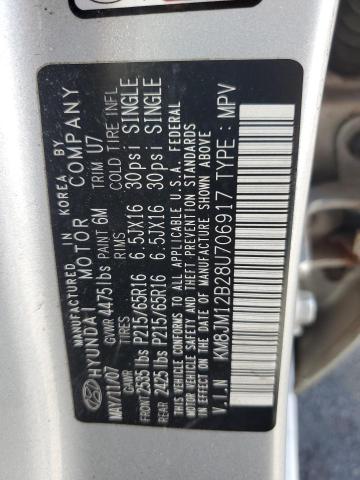 MANUFACTURED IN KOREA BY
HYUNDAI MOTOR COMPANY
MAY/11/07 GVWR 4475lbs PAINT 6M TRIM U7
GAWR TIRES RIMS COLD TIRE INFL
FRONT 2535 lbs P215/65R16 6.5JX16 30psi SINGLE
REAR 2425 lbs P215/65R16 6.5JX16 30psi SINGLE
THIS VEHICLE CONFORMS TO ALL APPLICABLE U.S.A. FEDERAL
MOTOR VEHICLE SAFETY AND THEFT PREVENTION STANDARDS
IN EFFECT ON THE DATE OF MANUFACTURE SHOWN ABOVE
V.I.N KM8JM12B28U706917 TYPE : MPV